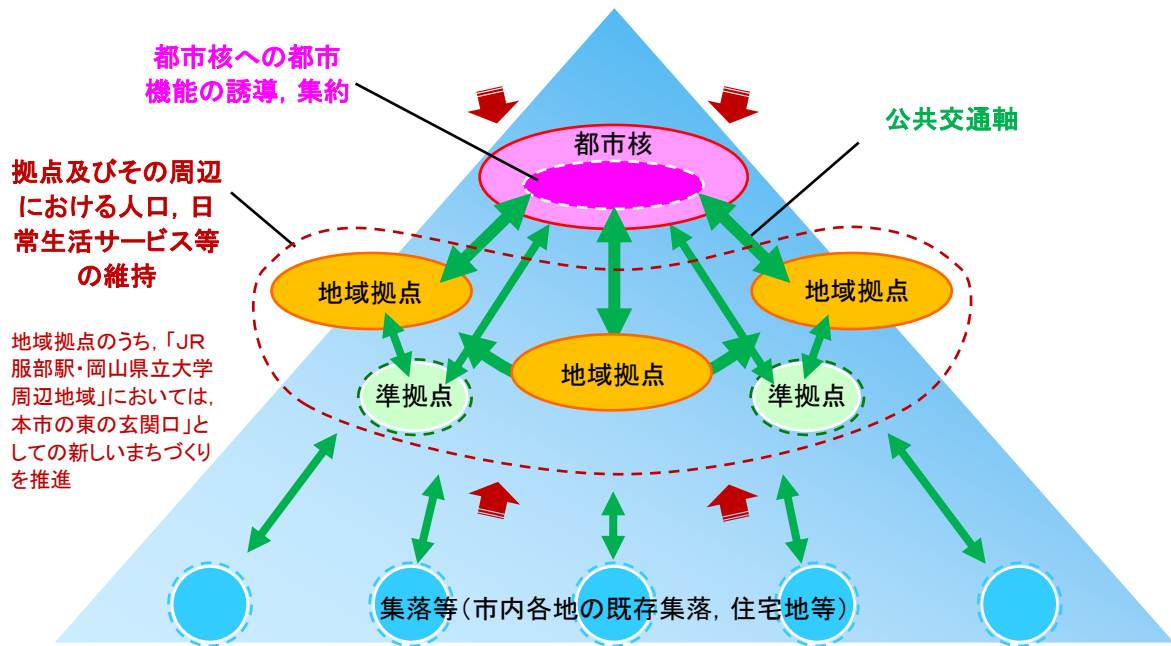 都市核への都市
機能の誘導，集約
都市核
公共交通軸
拠点及びその周辺
における人口，日
常生活サービス等
の維持
地域拠点
地域拠点
地域拠点
準拠点
準拠点
地域拠点のうち，「ＪＲ
服部駅・岡山県立大学
周辺地域」においては，
本市の東の玄関口」と
しての新しいまちづくり
を推進
集落等（市内各地の既存集落，住宅地等）